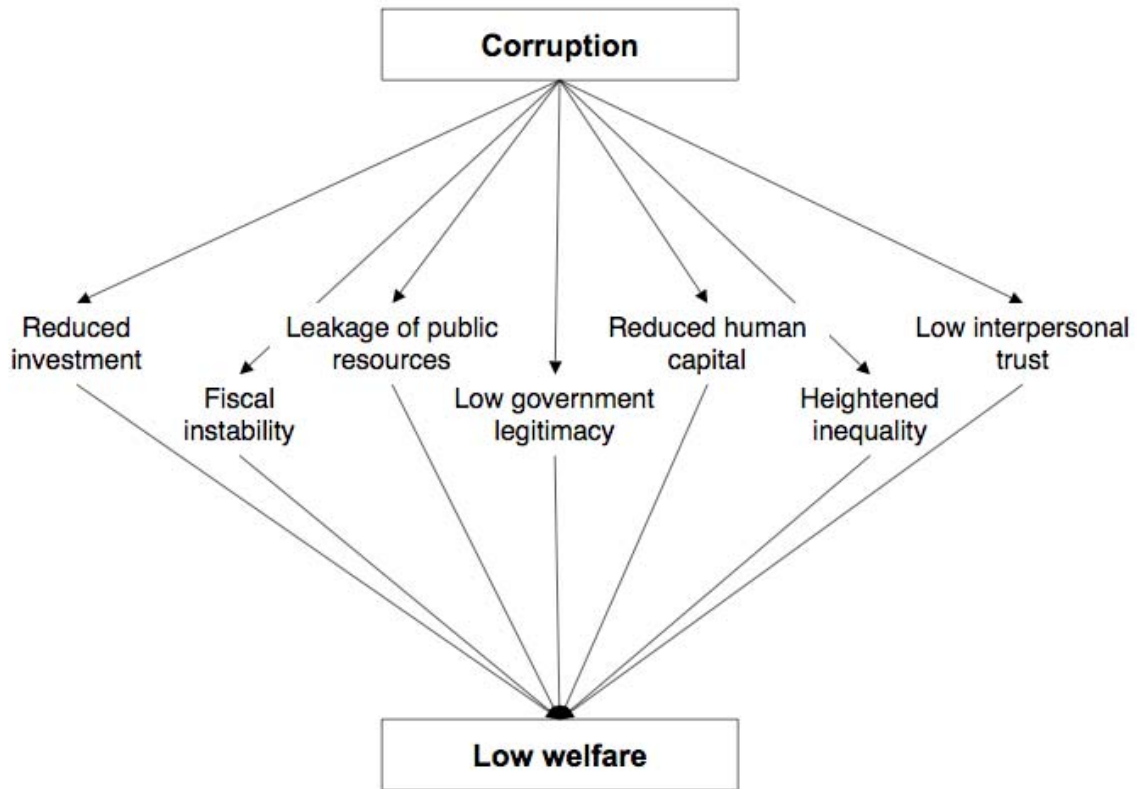 Corruption
Reduced
investment
Leakage of public
resources
Reduced human
capital
Low interpersonal
trust
Fiscal
instability
Low government
legitimacy
Heightened
inequality
Low welfare